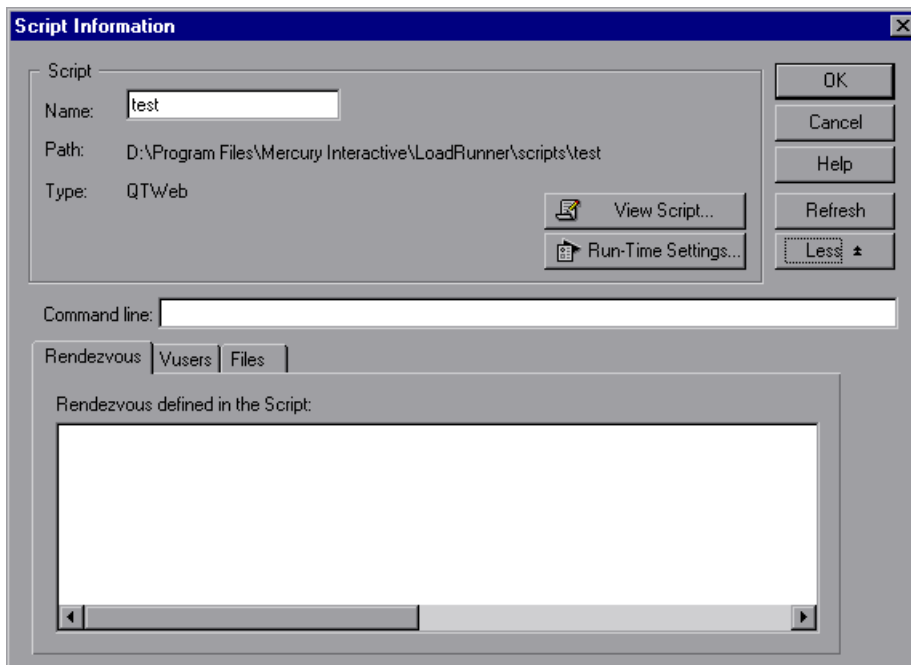 Script Information
Script
Name: test
Path: D:\Program Files\Mercury Interactive\LoadRunner\scripts\test
Type: QTWeb
View Script...
Run-Time Settings...
OK
Cancel
Help
Refresh
Less
Command line:
Rendezvous Vusers Files
Rendezvous defined in the Script: